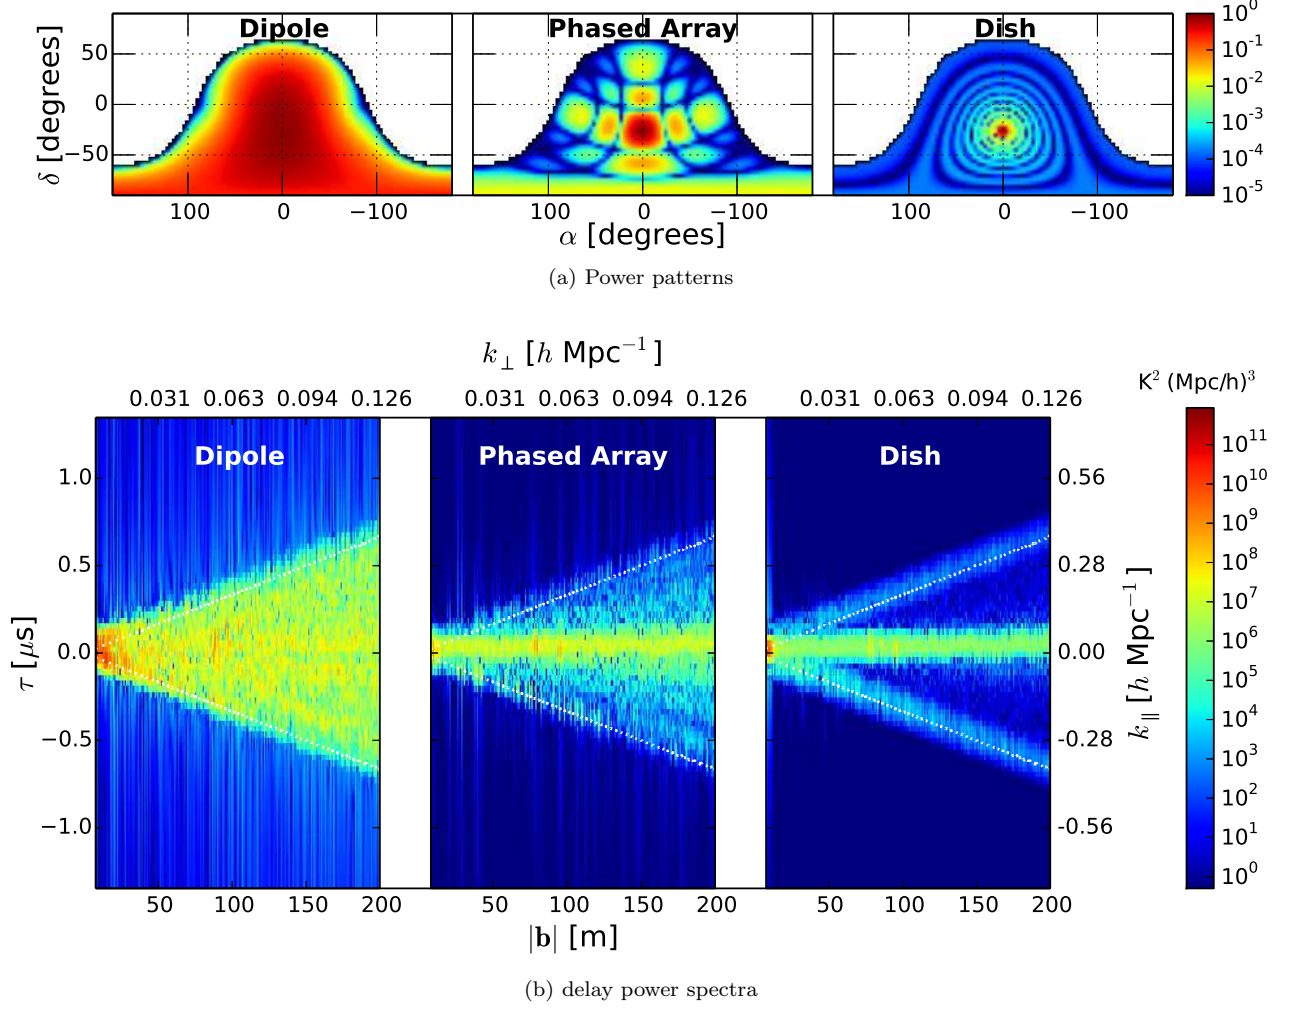 Dipole Phased Array Dish
δ [degrees]
50
0
−50
100 0 −100 100 0 −100 100 0 −100
α [degrees]
10^0
10^-1
10^-2
10^-3
10^-4
10^-5
(a) Power patterns
k⊥ [h Mpc^−1]
0.031 0.063 0.094 0.126 0.031 0.063 0.094 0.126 0.031 0.063 0.094 0.126
Dipole Phased Array Dish
τ [μs]
1.0
0.5
0.0
−0.5
−1.0
0.56
0.28
0.00
-0.28
-0.56
k∥ [h Mpc^−1]
50 100 150 200 50 100 150 200 50 100 150 200
|b| [m]
K² (Mpc/h)³
10^11
10^10
10^9
10^8
10^7
10^6
10^5
10^4
10^3
10^2
10^1
10^0
(b) delay power spectra